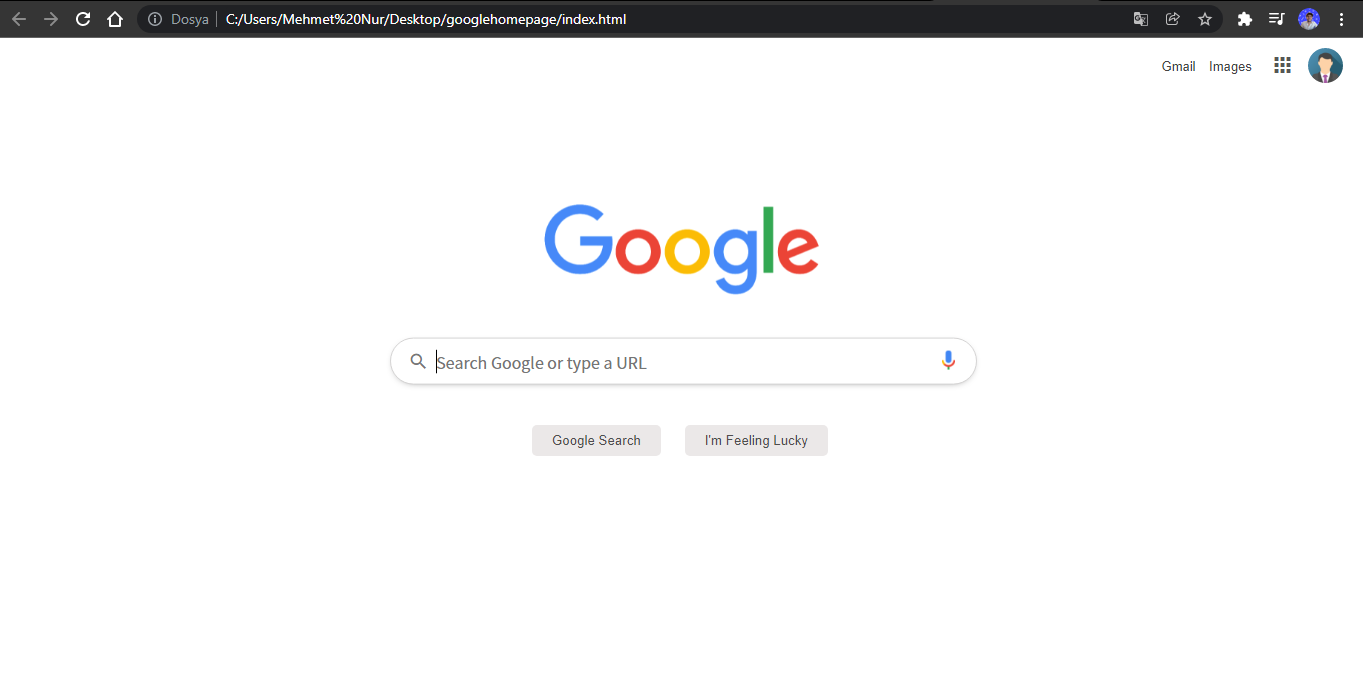 Dosya C:/Users/Mehmet%20Nur/Desktop/googlehomepage/index.html
Gmail Images
Google
Search Google or type a URL
Google Search I'm Feeling Lucky